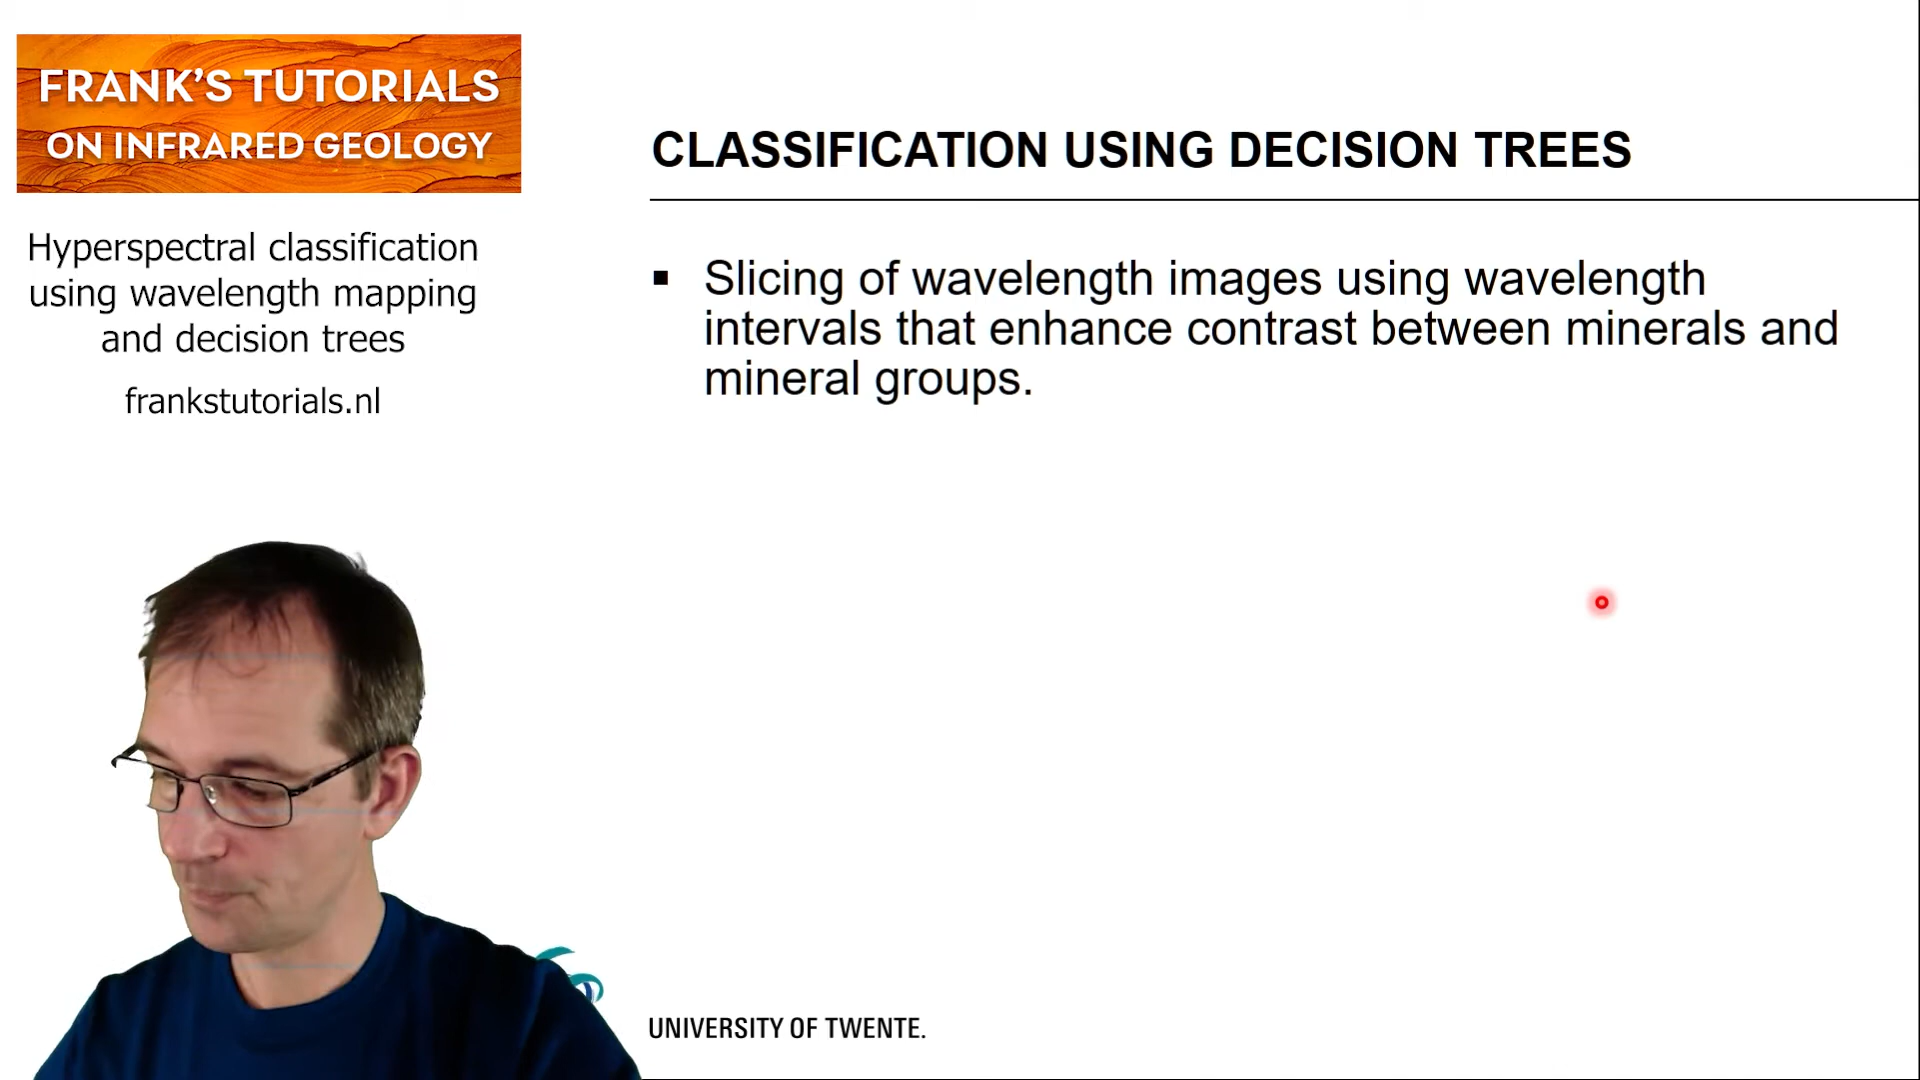 FRANK'S TUTORIALS
ON INFRARED GEOLOGY
Hyperspectral classification
using wavelength mapping
and decision trees
frankstutorials.nl
CLASSIFICATION USING DECISION TREES
▪ Slicing of wavelength images using wavelength
intervals that enhance contrast between minerals and
mineral groups.
UNIVERSITY OF TWENTE.